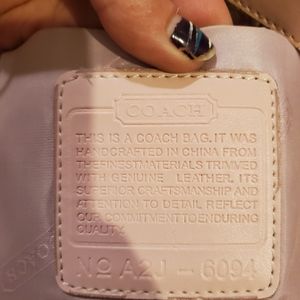 COACH
THIS IS A COACH BAG. IT WAS
HANDCRAFTED IN CHINA FROM
THE FINEST MATERIALS TRIMMED
WITH GENUINE LEATHER. ITS
SUPERIOR CRAFTSMANSHIP AND
ATTENTION TO DETAIL REFLECT
OUR COMMITMENT TO ENDURING
QUALITY.
Nº A2J - 6094
COACH